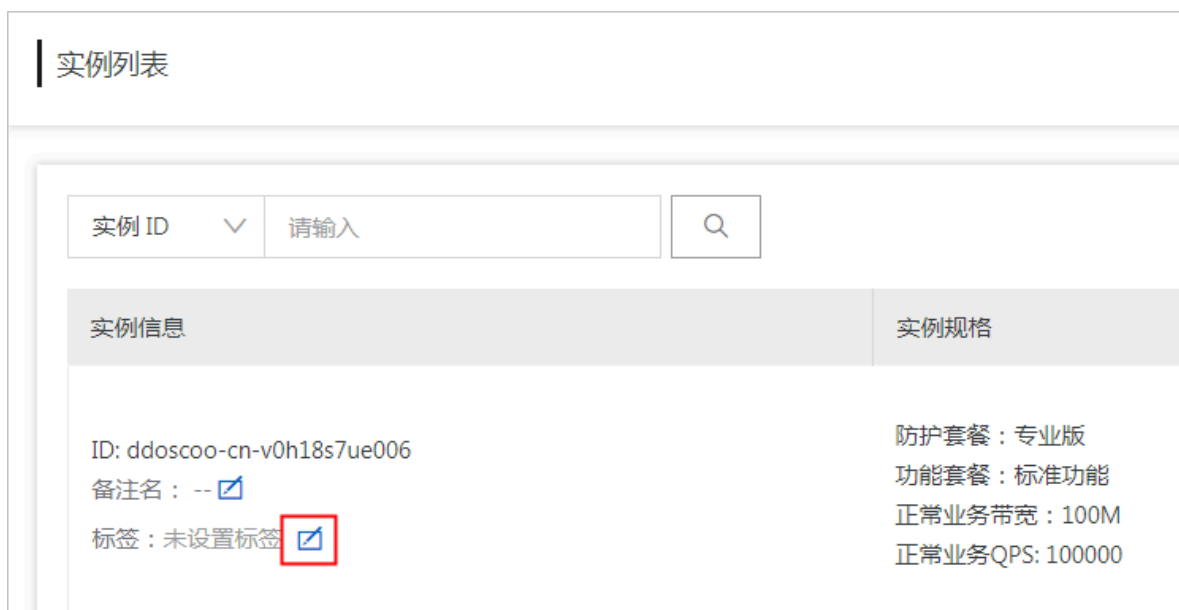 实例列表
实例 ID
请输入
实例信息
实例规格
ID: ddoscoo-cn-v0h18s7ue006
备注名： --
标签：未设置标签
防护套餐：专业版
功能套餐：标准功能
正常业务带宽：100M
正常业务QPS: 100000